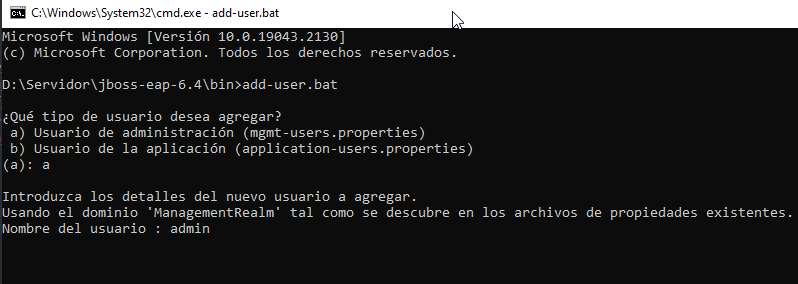 C:\Windows\System32\cmd.exe - add-user.bat
Microsoft Windows [Versión 10.0.19043.2130]
(c) Microsoft Corporation. Todos los derechos reservados.
D:\Servidor\jboss-eap-6.4\bin>add-user.bat
¿Qué tipo de usuario desea agregar?
a) Usuario de administración (mgmt-users.properties)
b) Usuario de la aplicación (application-users.properties)
(a): a
Introduzca los detalles del nuevo usuario a agregar.
Usando el dominio 'ManagementRealm' tal como se descubre en los archivos de propiedades existentes.
Nombre del usuario : admin